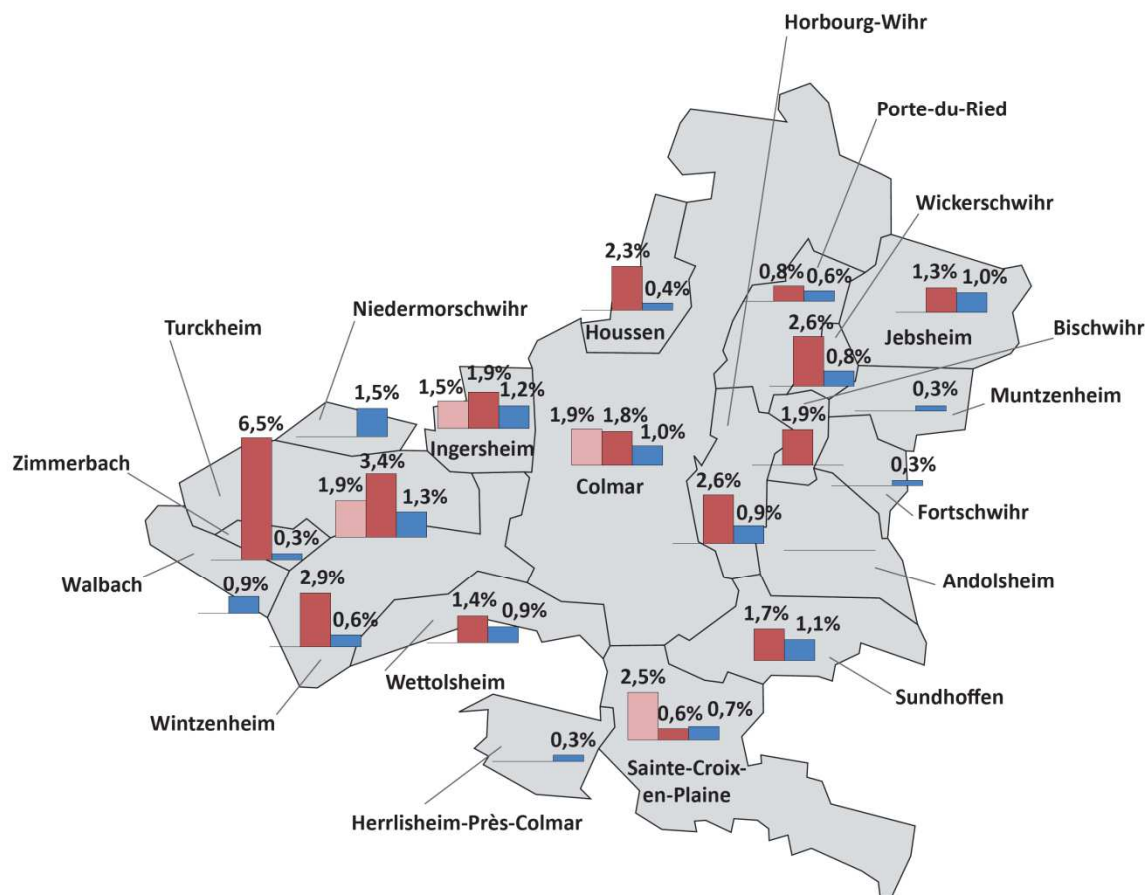 Horbourg-Wihr
Porte-du-Ried
Wickerschwihr
2,3%
0,4%
Houssen
0,8%
0,6%
1,3%
1,0%
Jebsheim
Bischwihr
Niedermorschwihr
Turckheim
2,6%
0,8%
0,3%
Muntzenheim
1,5%
1,5%
1,9%
1,2%
Ingersheim
1,9%
1,8%
1,0%
Colmar
1,9%
6,5%
0,3%
Zimmerbach
1,9%
3,4%
1,3%
0,3%
Fortschwihr
2,6%
0,9%
Walbach
0,9%
Andolsheim
2,9%
0,6%
1,4%
0,9%
Wettolsheim
1,7%
1,1%
Sundhoffen
Wintzenheim
2,5%
0,6%
0,7%
Sainte-Croix-
en-Plaine
0,3%
Herrlisheim-Près-Colmar